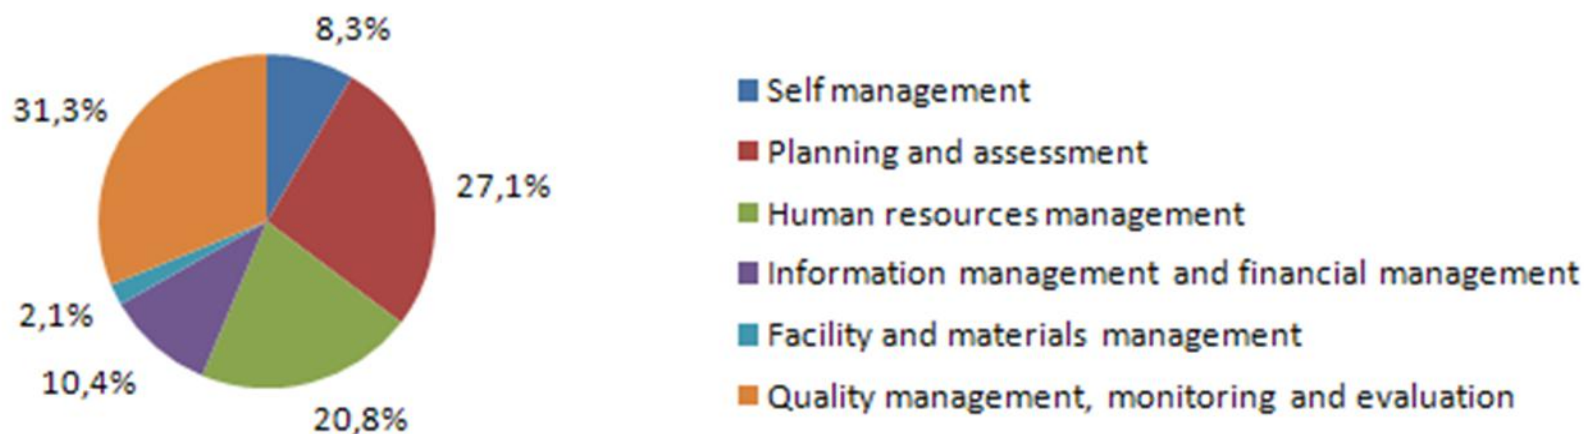 8,3%
31,3%
27,1%
2,1%
10,4%
20,8%
Self management
Planning and assessment
Human resources management
Information management and financial management
Facility and materials management
Quality management, monitoring and evaluation